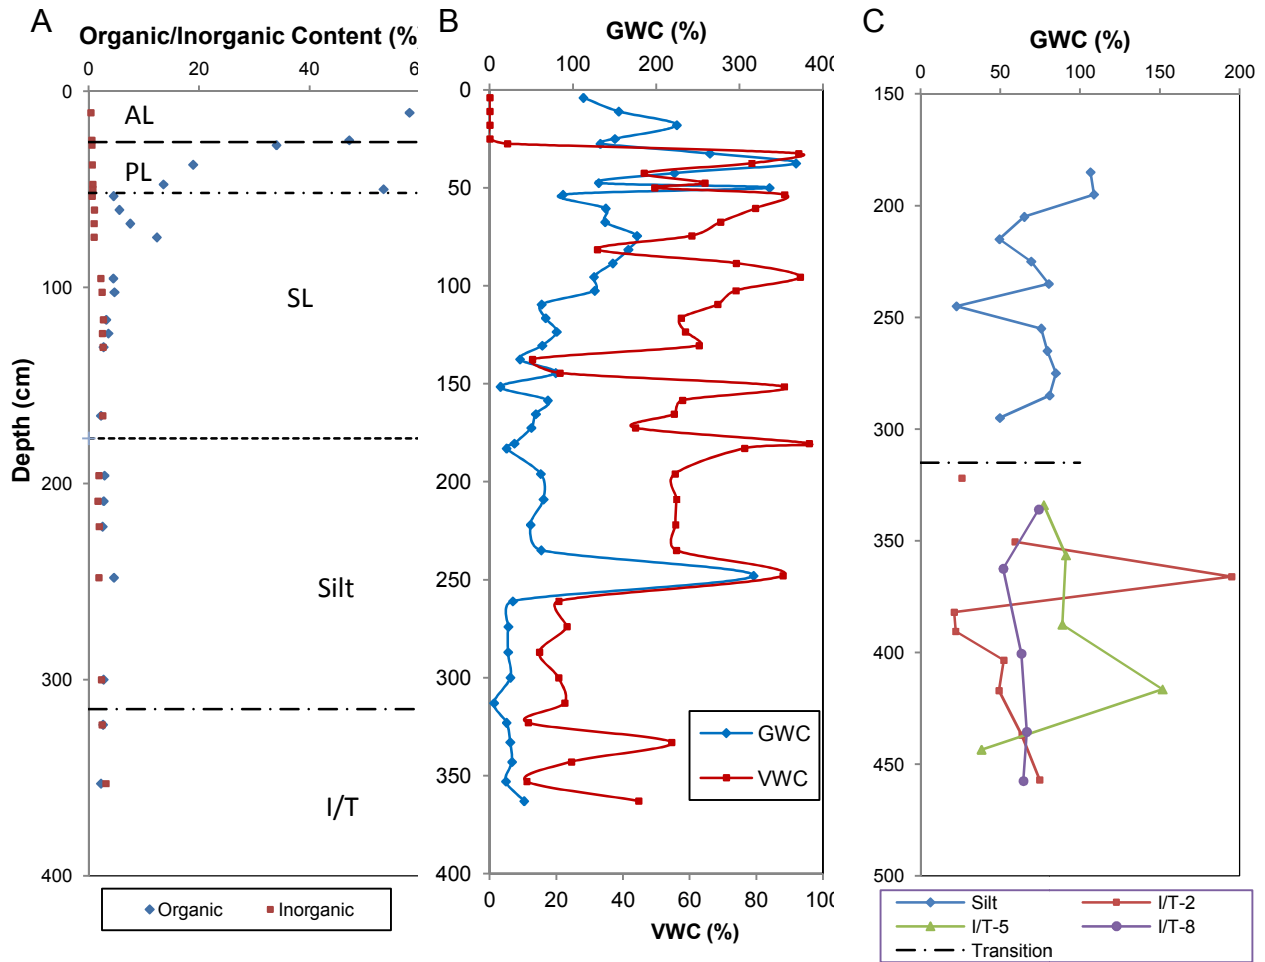 A
Organic/Inorganic Content (%
0 20 40 6
0
100
200
300
400
Depth (cm)
AL
PL
SL
Silt
I/T
Organic Inorganic
B
GWC (%)
0 100 200 300 400
0
50
100
150
200
250
300
350
400
GWC
VWC
0 20 40 60 80 100
VWC (%)
C
GWC (%)
0 50 100 150 200
150
200
250
300
350
400
450
500
Silt I/T-2
I/T-5 I/T-8
Transition